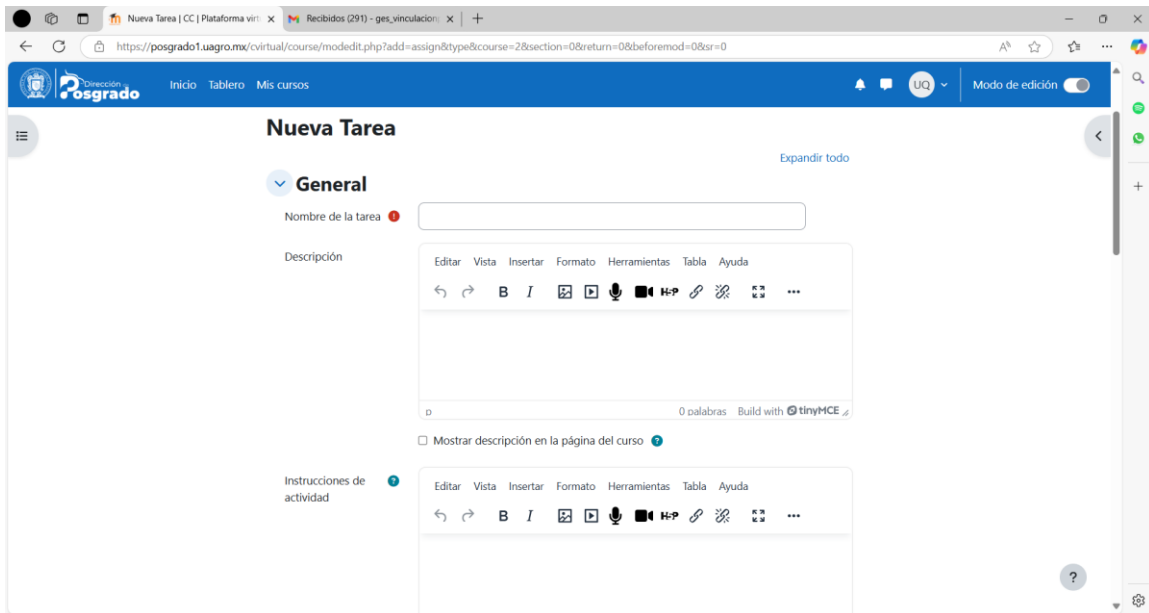 Nueva Tarea | CC | Plataforma virt
Recibidos (291) - ges_vinculacion
https://posgrado1.uagro.mx/cvirtual/course/modedit.php?add=assign&type&course=2&section=0&return=0&beforemod=0&sr=0
Dirección de
Posgrado
Inicio Tablero Mis cursos
UQ
Modo de edición
Nueva Tarea
Expandir todo
General
Nombre de la tarea
Descripción
Editar Vista Insertar Formato Herramientas Tabla Ayuda
B I H-P
p
0 palabras Build with tinyMCE
Mostrar descripción en la página del curso ?
Instrucciones de
actividad
?
Editar Vista Insertar Formato Herramientas Tabla Ayuda
B I H-P
?